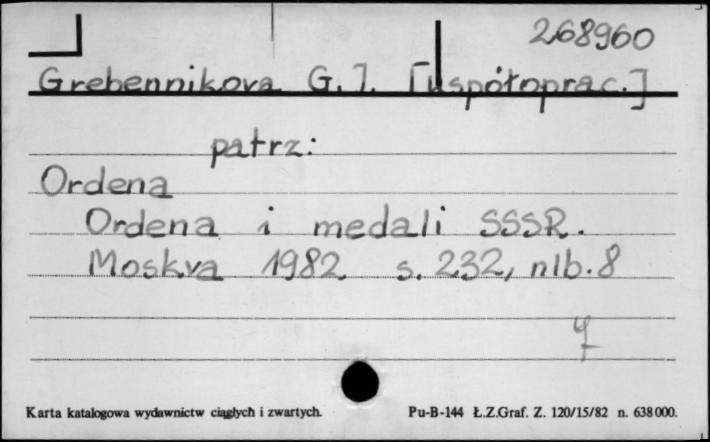 268960
Grebennikova G. I. [współoprac.]
patrz:
Ordena
Ordena i medali SSSR.
Moskva 1982 s. 232, nlb. 8
Karta katalogowa wydawnictw ciągłych i zwartych. Pu-B-144 Ł.Z.Graf. Z. 120/15/82 n. 638000.